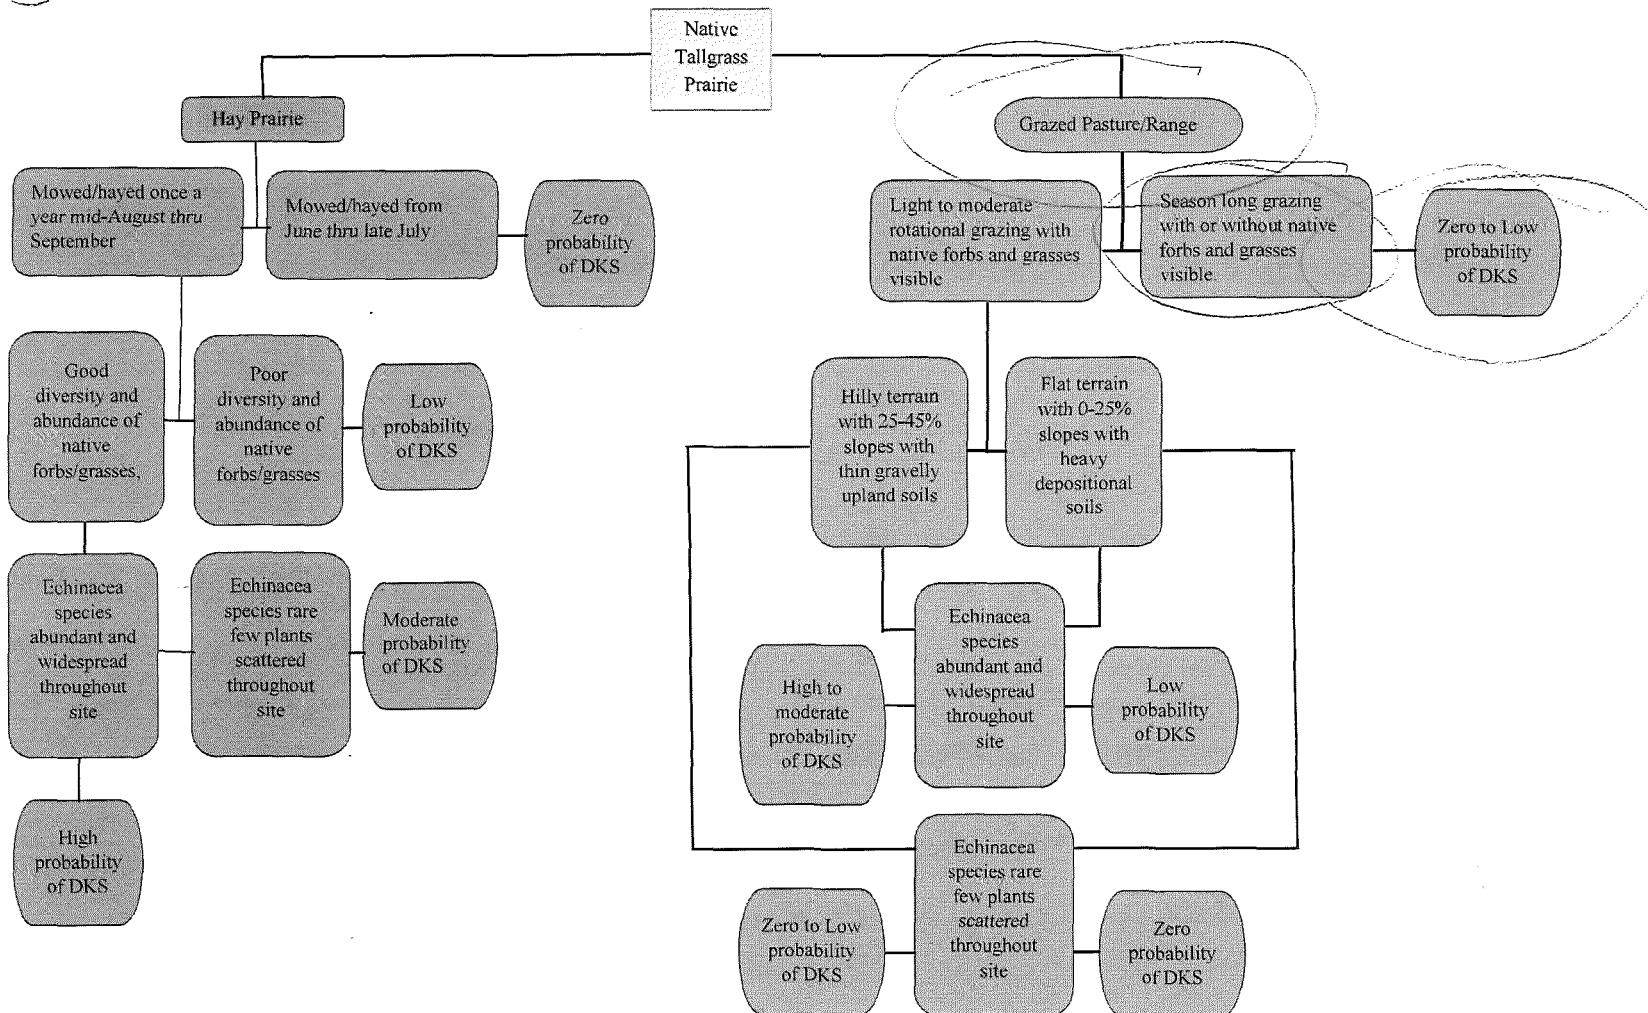 Native
Tallgrass
Prairie
Hay Prairie
Grazed Pasture/Range
Mowed/hayed once a
year mid-August thru
September
Mowed/hayed from
June thru late July
Zero
probability
of DKS
Light to moderate
rotational grazing with
native forbs and grasses
visible
Season long grazing
with or without native
forbs and grasses
visible
Zero to Low
probability
of DKS
Good
diversity and
abundance of
native
forbs/grasses,
Poor
diversity and
abundance of
native
forbs/grasses
Low
probability
of DKS
Hilly terrain
with 25-45%
slopes with
thin gravelly
upland soils
Flat terrain
with 0-25%
slopes with
heavy
depositional
soils
Echinacea
species
abundant and
widespread
throughout
site
Echinacea
species rare
few plants
scattered
throughout
site
Moderate
probability
of DKS
High to
moderate
probability
of DKS
Echinacea
species
abundant and
widespread
throughout
site
Low
probability
of DKS
High
probability
of DKS
Zero to Low
probability
of DKS
Echinacea
species rare
few plants
scattered
throughout
site
Zero
probability
of DKS